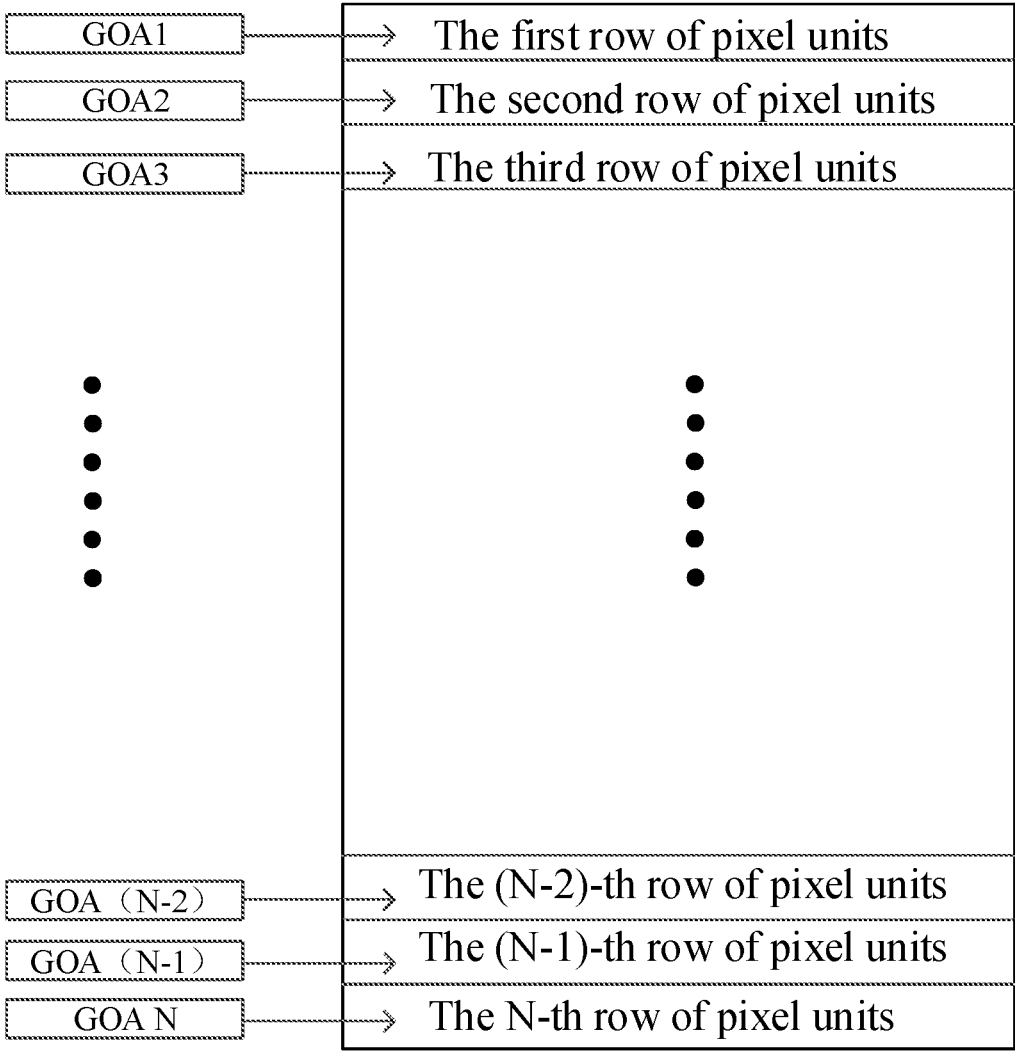 GOA1
The first row of pixel units
GOA2
The second row of pixel units
GOA3
The third row of pixel units
GOA（N-2）
The (N-2)-th row of pixel units
GOA（N-1）
The (N-1)-th row of pixel units
GOA N
The N-th row of pixel units